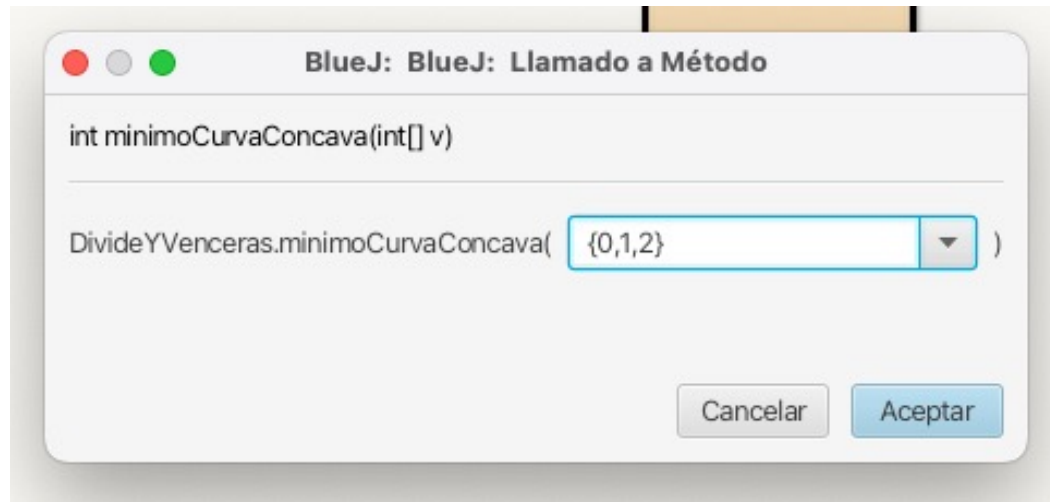 BlueJ: BlueJ: Llamado a Método
int minimoCurvaConcava(int[] v)
DivideYVenceras.minimoCurvaConcava( {0,1,2} )
Cancelar Aceptar